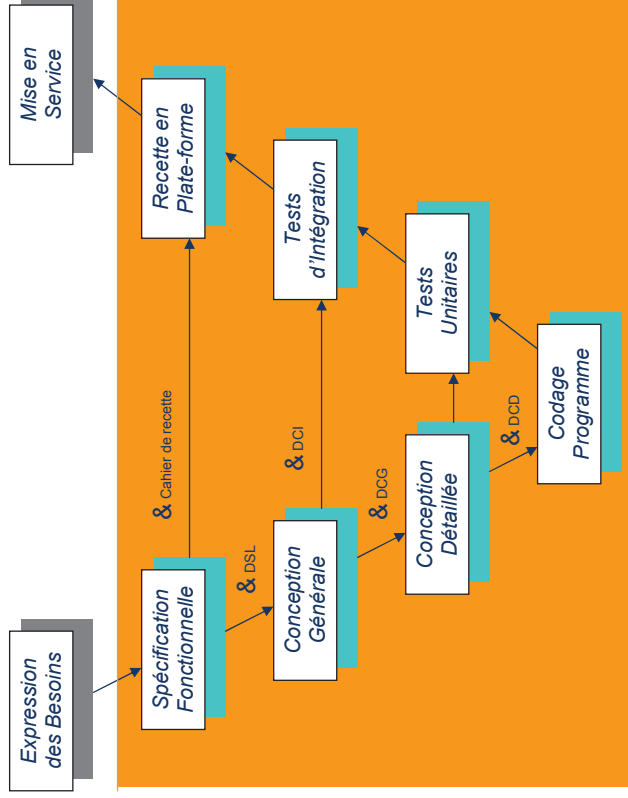 Expression
des Besoins
Mise en
Service
Spécification
Fonctionnelle
& Cahier de recette
Recette en
Plate-forme
& DSL
Conception
Générale
& DCI
Tests
d'Intégration
& DCG
Conception
Détaillée
Tests
Unitaires
& DCD
Codage
Programme